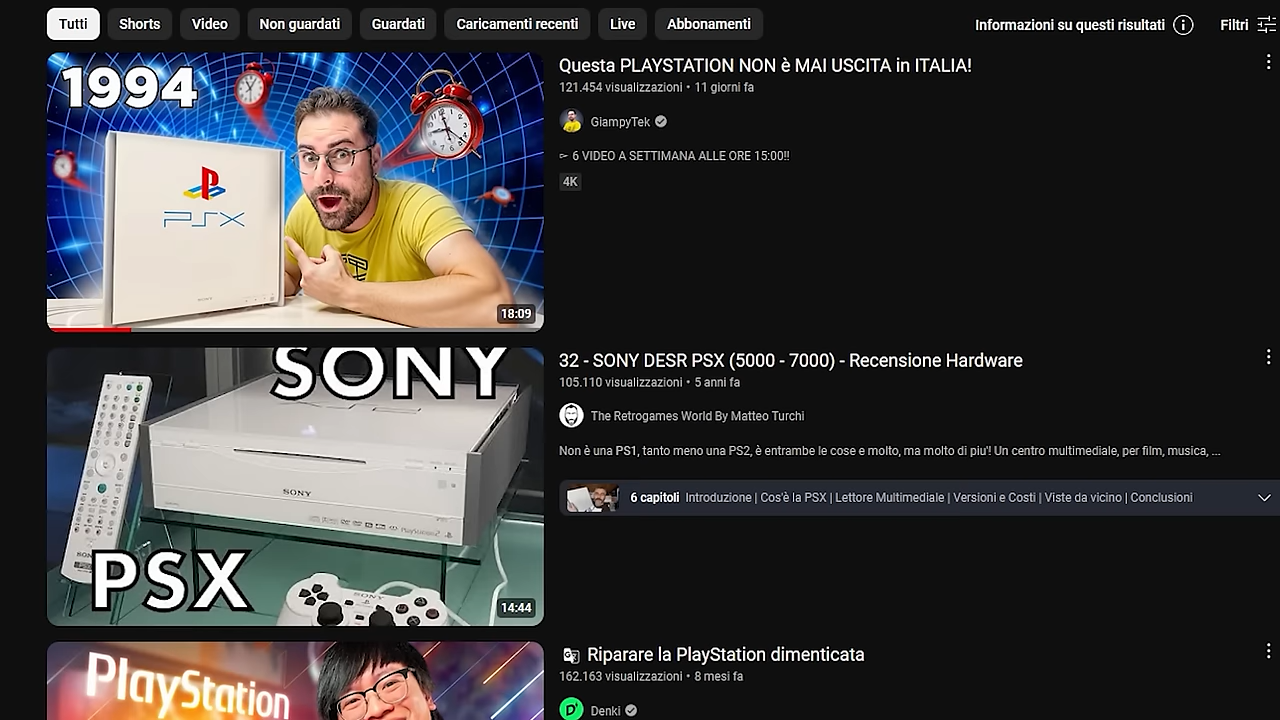 Tutti
Shorts
Video
Non guardati
Guardati
Caricamenti recenti
Live
Abbonamenti
Informazioni su questi risultati
Filtri
1994
PSX
SONY
18:09
Questa PLAYSTATION NON è MAI USCITA in ITALIA!
121.454 visualizzazioni • 11 giorni fa
GiampyTek
▻ 6 VIDEO A SETTIMANA ALLE ORE 15:00!!
4K
SONY
SONY
PSX
SONY
14:44
32 - SONY DESR PSX (5000 - 7000) - Recensione Hardware
105.110 visualizzazioni • 5 anni fa
The Retrogames World By Matteo Turchi
Non è una PS1, tanto meno una PS2, è entrambe le cose e molto, ma molto di piu'! Un centro multimediale, per film, musica, ...
6 capitoli Introduzione | Cos'è la PSX | Lettore Multimediale | Versioni e Costi | Viste da vicino | Conclusioni
PlayStation
Riparare la PlayStation dimenticata
162.163 visualizzazioni • 8 mesi fa
Denki